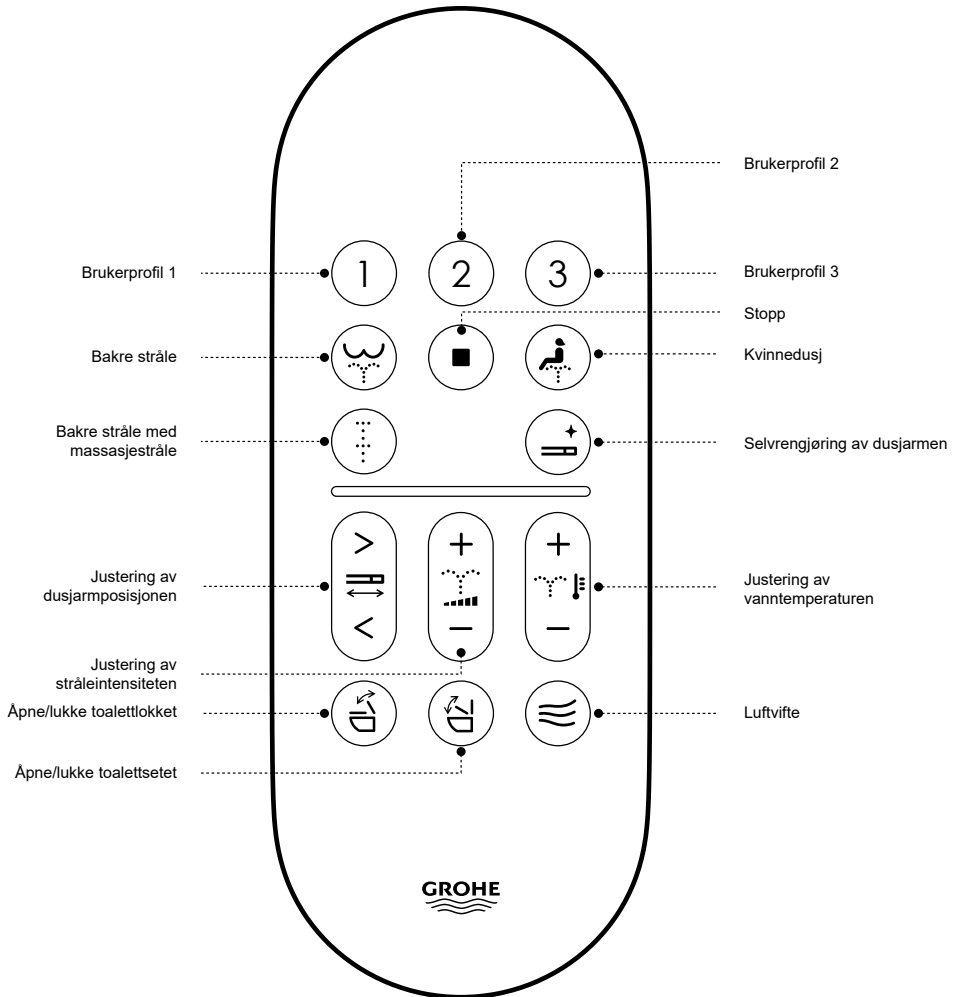 Brukerprofil 2
Brukerprofil 1
1
2
3
Brukerprofil 3
Stopp
Bakre stråle
Kvinnedusj
Bakre stråle med
massasjestråle
Selvrengjøring av dusjarmen
>
+
+
Justering av
dusjarmposisjonen
Justering av
vanntemperaturen
<
−
−
Justering av
stråleintensiteten
Åpne/lukke toalettlokket
Luftvifte
Åpne/lukke toalettsetet
GROHE